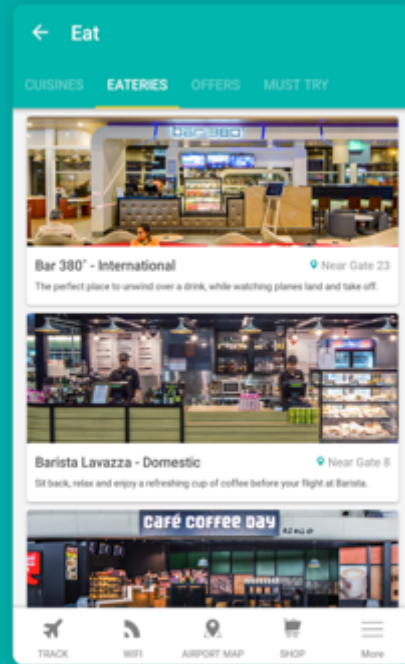 Eat
CUISINES EATERIES OFFERS MUST TRY
bar 380°
Bar 380° - International Near Gate 23
The perfect place to unwind over a drink, while watching planes land and take off.
Barista Lavazza - Domestic Near Gate 8
Sit back, relax and enjoy a refreshing cup of coffee before your flight at Barista.
Café Coffee Day
TRACK WIFI AIRPORT MAP SHOP More